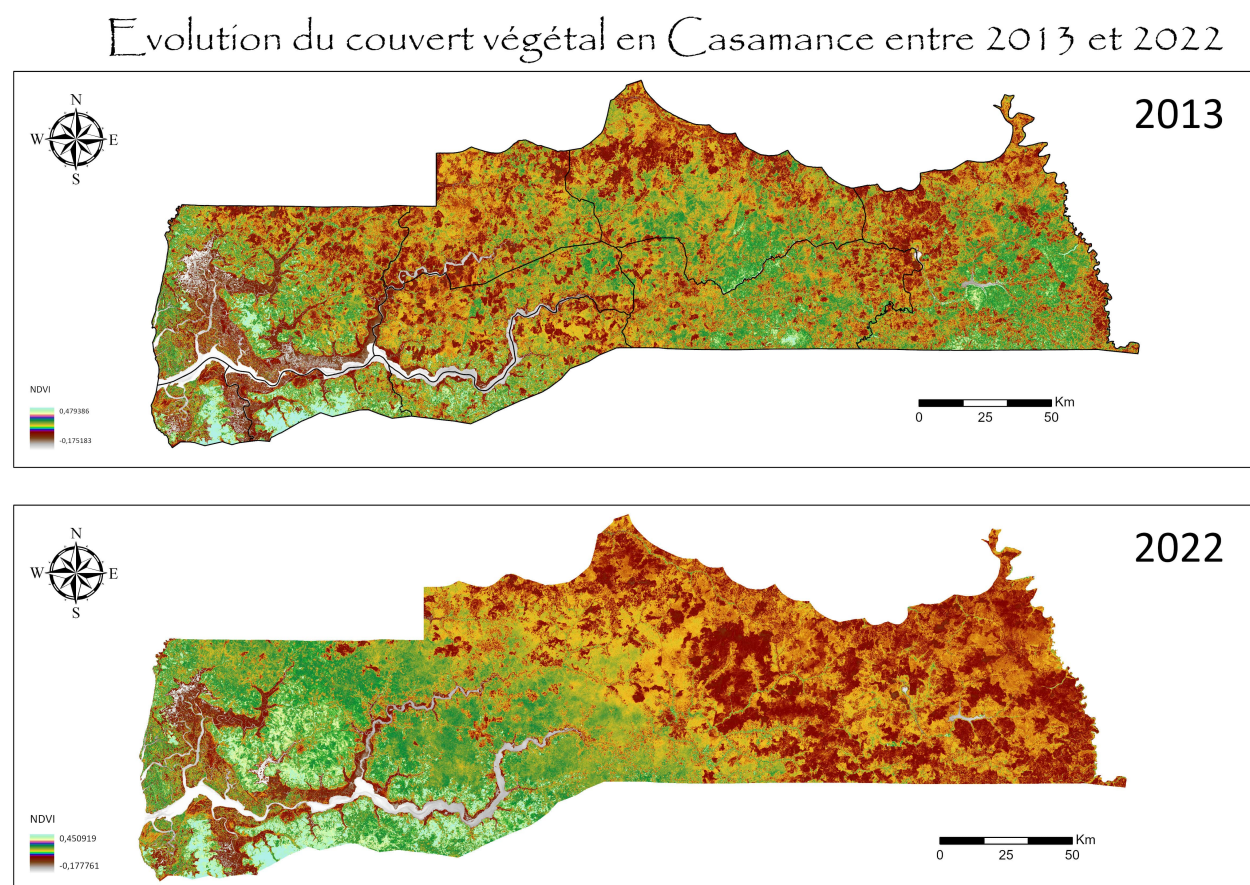 Evolution du couvert végétal en Casamance entre 2013 et 2022
2013
N
W E
S
NDVI
0,479386
-0,175183
Km
0 25 50
2022
N
W E
S
NDVI
0,450919
-0,177761
Km
0 25 50